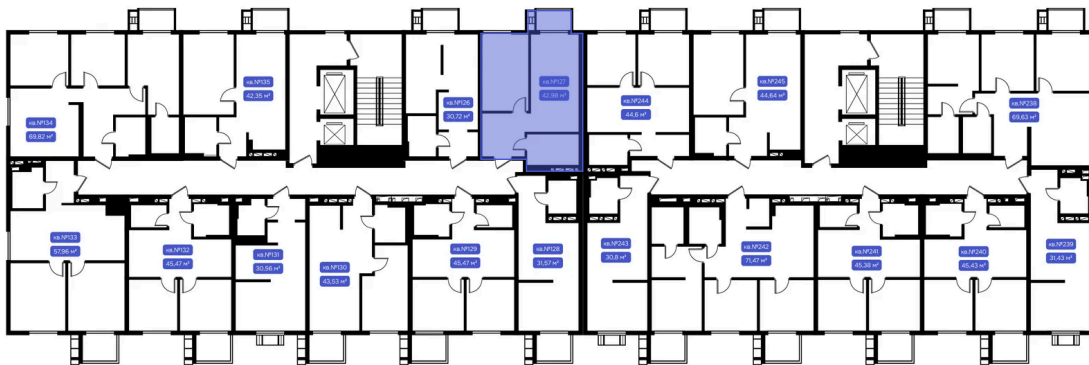 кв.№135
42,35 м²
кв.№127
42,98 м²
кв.№245
44,64 м²
кв.№126
30,72 м²
кв.№244
44,6 м²
кв.№238
69,63 м²
кв.№134
69,82 м²
кв.№133
57,96 м²
кв.№132
45,47 м²
кв.№131
30,56 м²
кв.№130
43,53 м²
кв.№129
45,47 м²
кв.№128
31,57 м²
кв.№243
30,8 м²
кв.№242
71,47 м²
кв.№241
45,38 м²
кв.№240
45,43 м²
кв.№239
31,43 м²